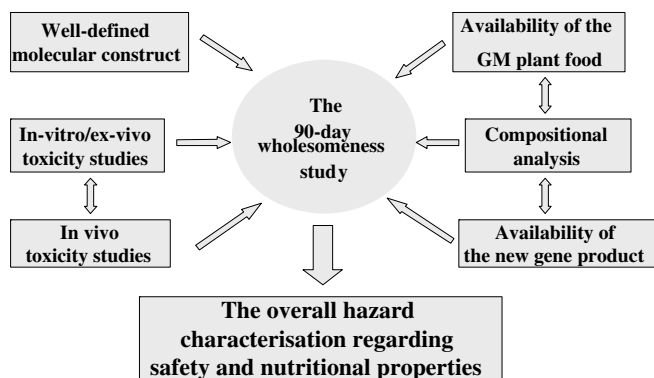 Well-defined
molecular construct
Availability of the
GM plant food
The
90-day
wholesomeness
study
In-vitro/ex-vivo
toxicity studies
Compositional
analysis
In vivo
toxicity studies
Availability of
the new gene product
The overall hazard
characterisation regarding
safety and nutritional properties